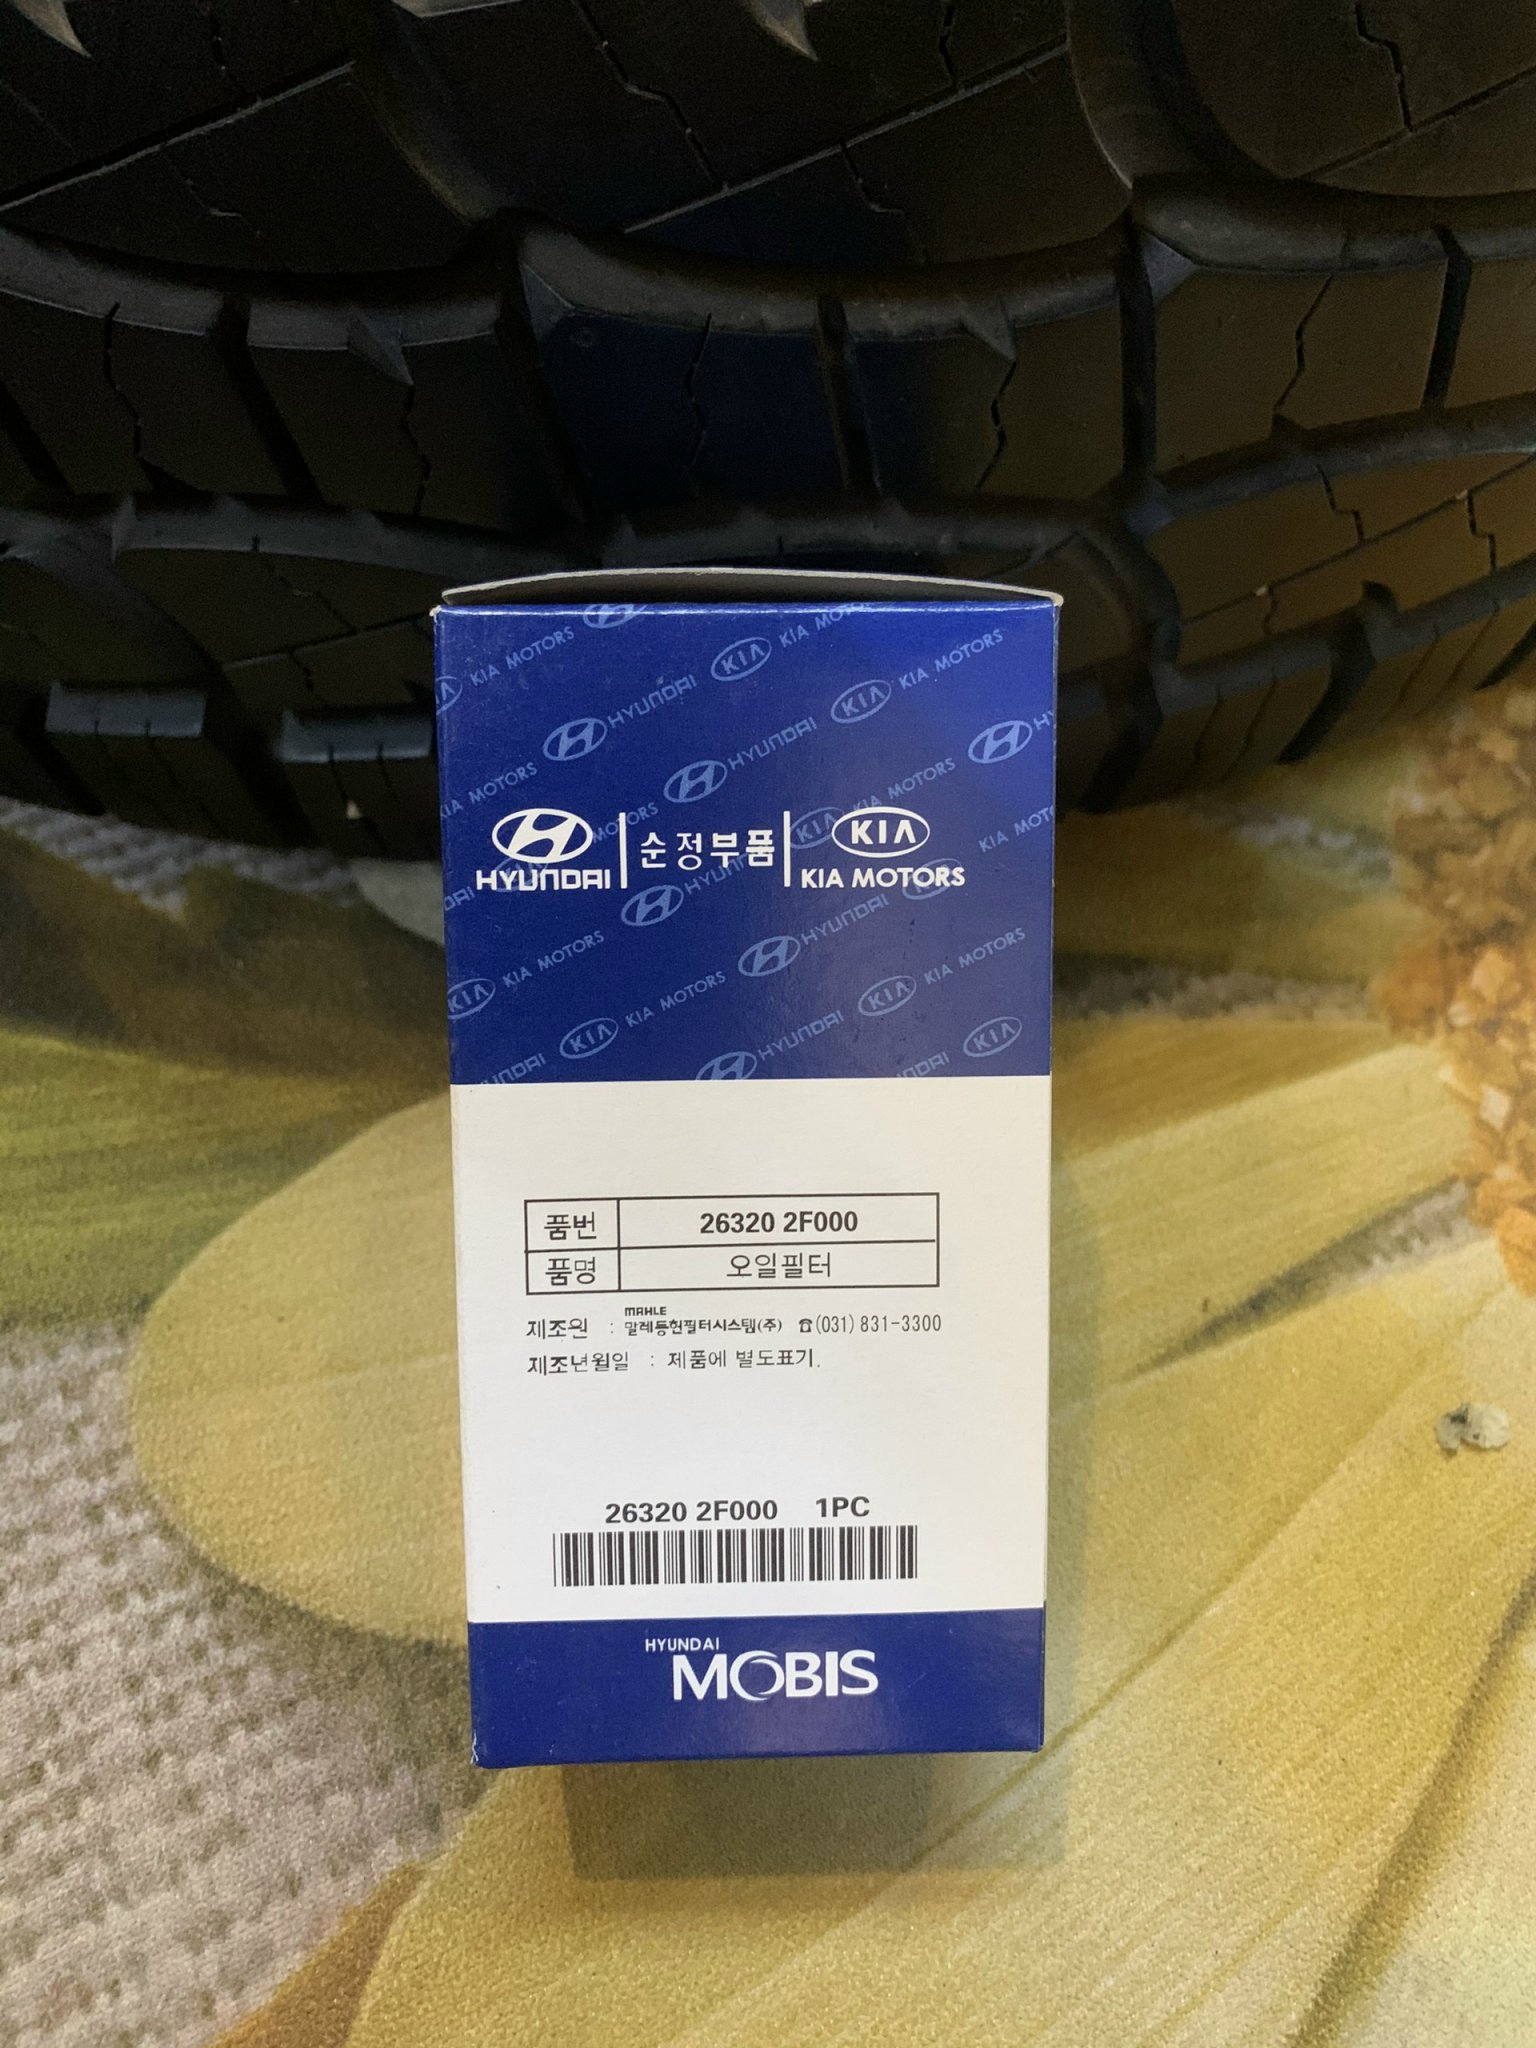 HYUNDAI
순정부품
KIA
KIA MOTORS
품번 26320 2F000
품명 오일필터
MAHLE
제조원 : 말레동현필터시스템(주) ☎(031) 831-3300
제조년월일 : 제품에 별도표기.
26320 2F000 1PC
HYUNDAI
MOBIS